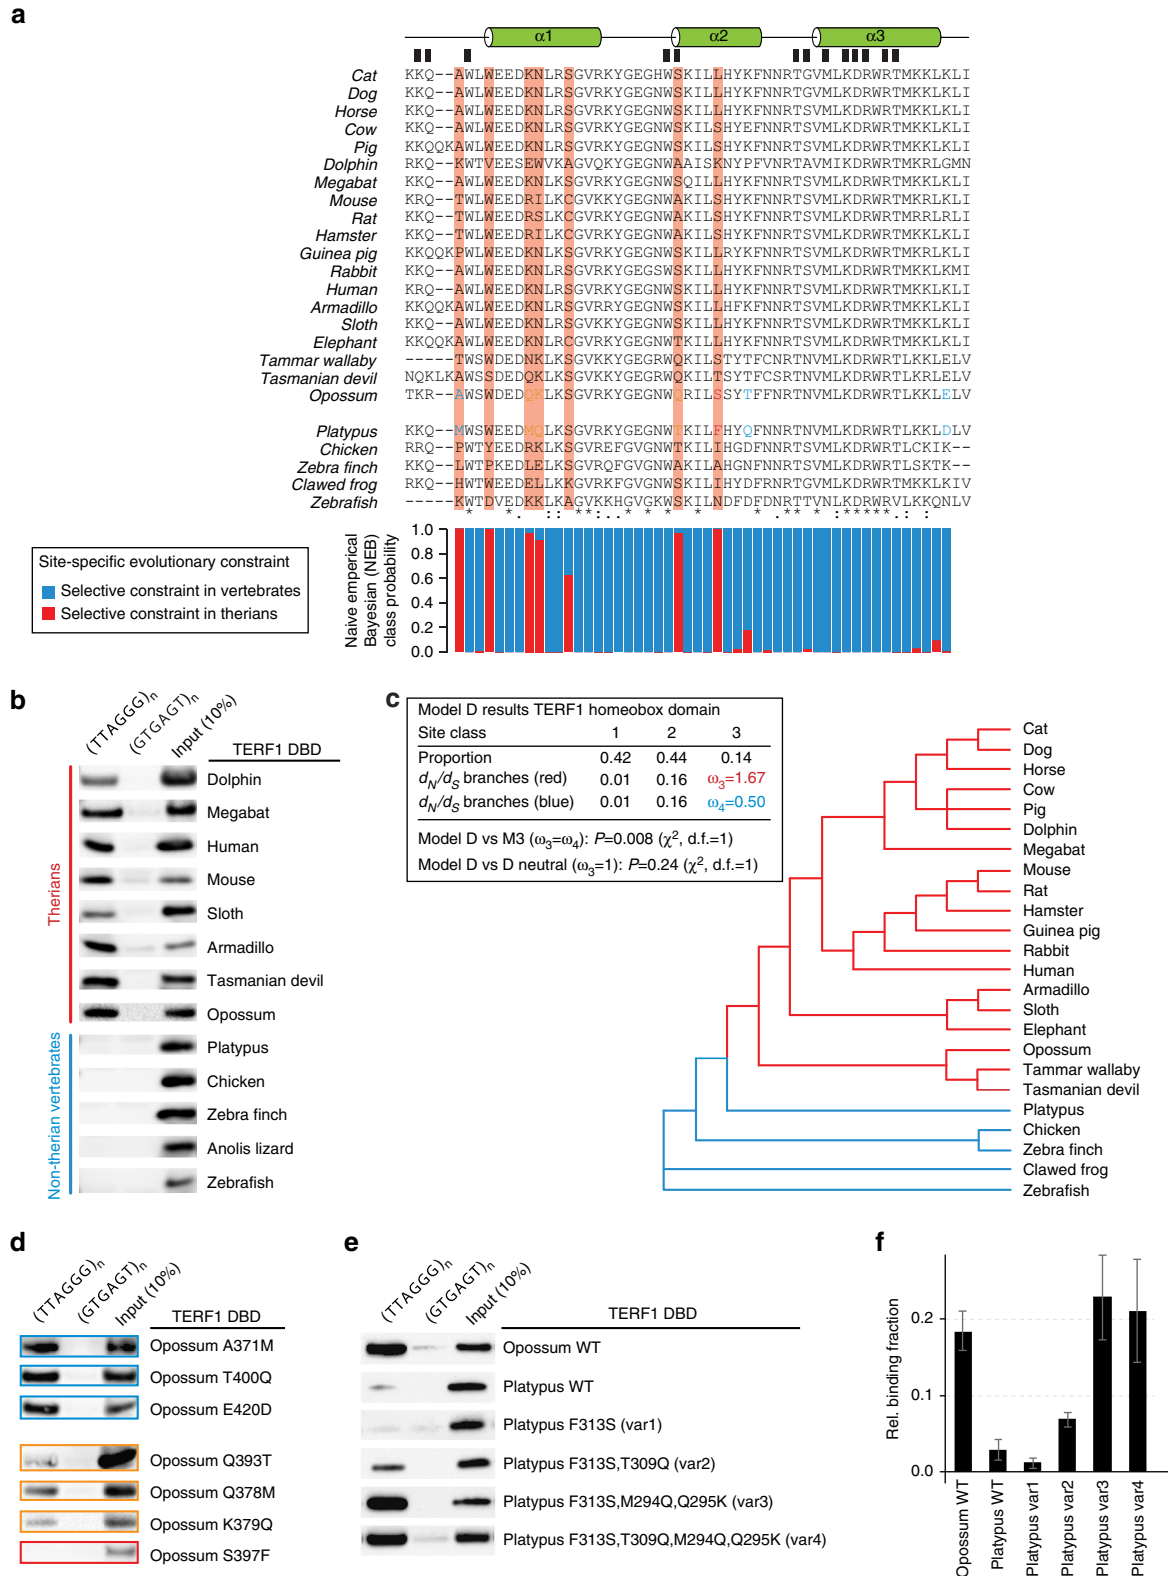 a
α1 α2 α3
Cat KKQ--AWLWEEDKNLRSGVRKYGEGHWSKILLHYKFNNRTGVMLKDRWRTMKKLKLI
Dog KKQ--AWLWEEDKNLRSGVRKYGEGNWSKILLHYKFNNRTSVMLKDRWRTMKKLKLI
Horse KKQ--AWLWEEDKNLRSGVRKYGEGNWSKILLHYKFNNRTSVMLKDRWRTMKKLKLI
Cow KKQ--AWLWEEDKNLRSGVRKYGEGNWSKILSHYEFNNRTSVMLKDRWRTMKKLKLI
Pig KKQQKAWLWEEDKNLRSGVRKYGEGNWSKILSHYKFNNRTSVMLKDRWRTMKKLKLI
Dolphin RKQ--KWTVEESEWVKAGVQKYGEGNWAAISKNYPFVNRTAVMIKDRWRTMKRLGMN
Megabat KKQ--AWLWEEDKNLKSGVRKYGEGNWSQILLHYKFNNRTSVMLKDRWRTMKKLKLI
Mouse KRQ--TWLWEEDRILKCGVRKYGEGNWAKILSHYKFNNRTSVMLKDRWRTMKRLKLI
Rat KKQ--TWLWEEDRSLKCGVRKYGEGNWAKILSHYKFNNRTSVMLKDRWRTMKRLRLI
Hamster KKQ--TWLWEEDRILKCGVRKYGEGNWAKILSHYKFNNRTSVMLKDRWRTMKKLKLI
Guinea pig KKQQKPWLWEEDKNLRSGVRKYGEGNWSKILLRYKFNNRTSVMLKDRWRTMKKLKLI
Rabbit KKQ--AWLWEEDKNLRSGVRKYGEGSWSKILLHYKFNNRTSVMLKDRWRTMKKLKMI
Human KRQ--AWLWEEDKNLRSGVRKYGEGNWSKILLHYKFNNRTSVMLKDRWRTMKKLKLI
Armadillo KKQQKAWLWEEDKNLRSGVRRYGEGNWSKILLHFKFNNRTSVMLKDRWRTMKKLKLI
Sloth KKQ--AWLWEEDKNLRSGVKKYGEGNWSKILLHYKFNNRTSVMLKDRWRTMKKLKLI
Elephant KKQQKAWLWEEDKNLRCGVRKYGEGNWTKILLHYKFNNRTSVMLKDRWRTMKKLKLI
Tammar wallaby -----TWSWDEDNKLKSGVKKYGEGRWQKILSTYTFCNRTNVMLKDRWRTLKKLELV
Tasmanian devil NQKLKAWSSDEDQKLKSGVKKYGEGRWQKILTSYTFCSRTNVMLKDRWRTLKRLELV
Opossum TKR--AWSWDEDQKLKSGVRKYGEGNWTQRILSSYTFFNRTNVMLKDRWRTMKKLELV
Platypus KKQ--MWSWEEDMQLKSGVRKYGEGNWTKILFHYQFNNRTNVMLKDRWRTLKKLDLV
Chicken RRQ--PWTYEEDRKLKSGVREFGVGNWTKILIHGDFNNRTSVMLKDRWRTLCKIK--
Zebra finch KKQ--LWTPKEDLELKSGVRQFGVGNWAKILAHGNFNNRTSVMLKDRWRTLSKTK--
Clawed frog RKQ--HWTWEEDELLKKGVRKFGVGNWSKILIHYDFDNRTSVMLKDRWRTMKKLKIV
Zebrafish -----KWTDVEDKKLKAGVKKHGVGKWSKILNDFDFDNRTTVNLKDRWRVLKKQNLV
Naive emperical Bayesian (NEB) class probability
1.0
0.8
0.6
0.4
0.2
0.0
Site-specific evolutionary constraint
Selective constraint in vertebrates
Selective constraint in therians
b
(TTAGGG)n (GTGAGT)n Input (10%)
TERF1 DBD
Therians
Dolphin
Megabat
Human
Mouse
Sloth
Armadillo
Tasmanian devil
Opossum
Non-therian vertebrates
Platypus
Chicken
Zebra finch
Anolis lizard
Zebrafish
c
Model D results TERF1 homeobox domain
Site class 1 2 3
Proportion 0.42 0.44 0.14
dN/dS branches (red) 0.01 0.16 ω3=1.67
dN/dS branches (blue) 0.01 0.16 ω4=0.50
Model D vs M3 (ω3=ω4): P=0.008 (χ², d.f.=1)
Model D vs D neutral (ω3=1): P=0.24 (χ², d.f.=1)
Cat
Dog
Horse
Cow
Pig
Dolphin
Megabat
Mouse
Rat
Hamster
Guinea pig
Rabbit
Human
Armadillo
Sloth
Elephant
Opossum
Tammar wallaby
Tasmanian devil
Platypus
Chicken
Zebra finch
Clawed frog
Zebrafish
d
(TTAGGG)n (GTGAGT)n Input (10%)
TERF1 DBD
Opossum A371M
Opossum T400Q
Opossum E420D
Opossum Q393T
Opossum Q378M
Opossum K379Q
Opossum S397F
e
(TTAGGG)n (GTGAGT)n Input (10%)
TERF1 DBD
Opossum WT
Platypus WT
Platypus F313S (var1)
Platypus F313S,T309Q (var2)
Platypus F313S,M294Q,Q295K (var3)
Platypus F313S,T309Q,M294Q,Q295K (var4)
f
Rel. binding fraction
0.2
0.1
0.0
Opossum WT
Platypus WT
Platypus var1
Platypus var2
Platypus var3
Platypus var4